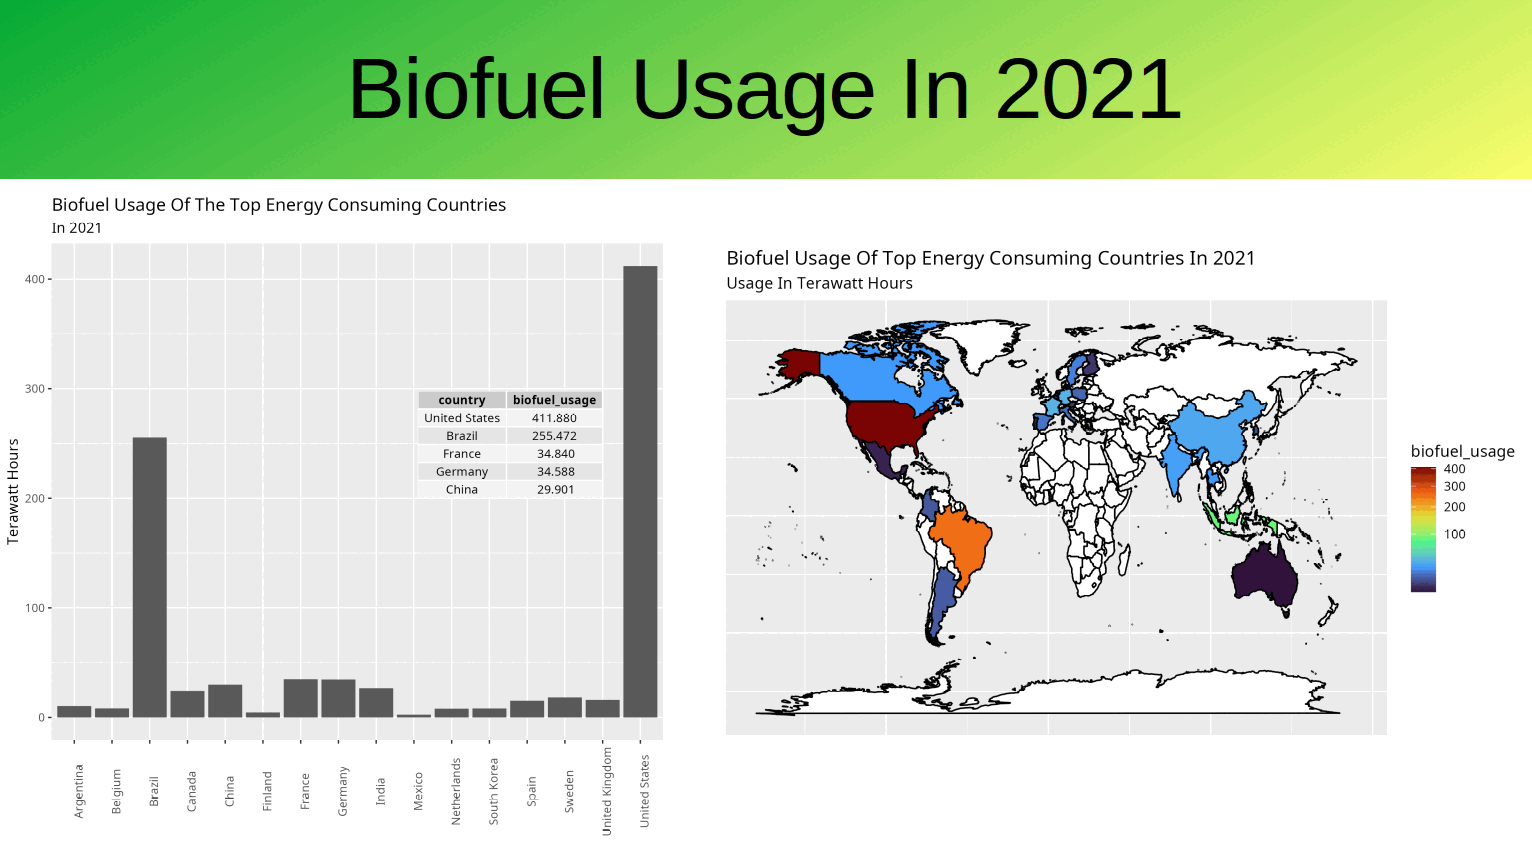 Biofuel Usage In 2021
Biofuel Usage Of The Top Energy Consuming Countries
In 2021
Terawatt Hours
400
300
200
100
0
country biofuel_usage
United States 411.880
Brazil 255.472
France 34.840
Germany 34.588
China 29.901
Argentina
Belgium
Brazil
Canada
China
Finland
France
Germany
India
Mexico
Netherlands
South Korea
Spain
Sweden
United Kingdom
United States
Biofuel Usage Of Top Energy Consuming Countries In 2021
Usage In Terawatt Hours
biofuel_usage
400
300
200
100